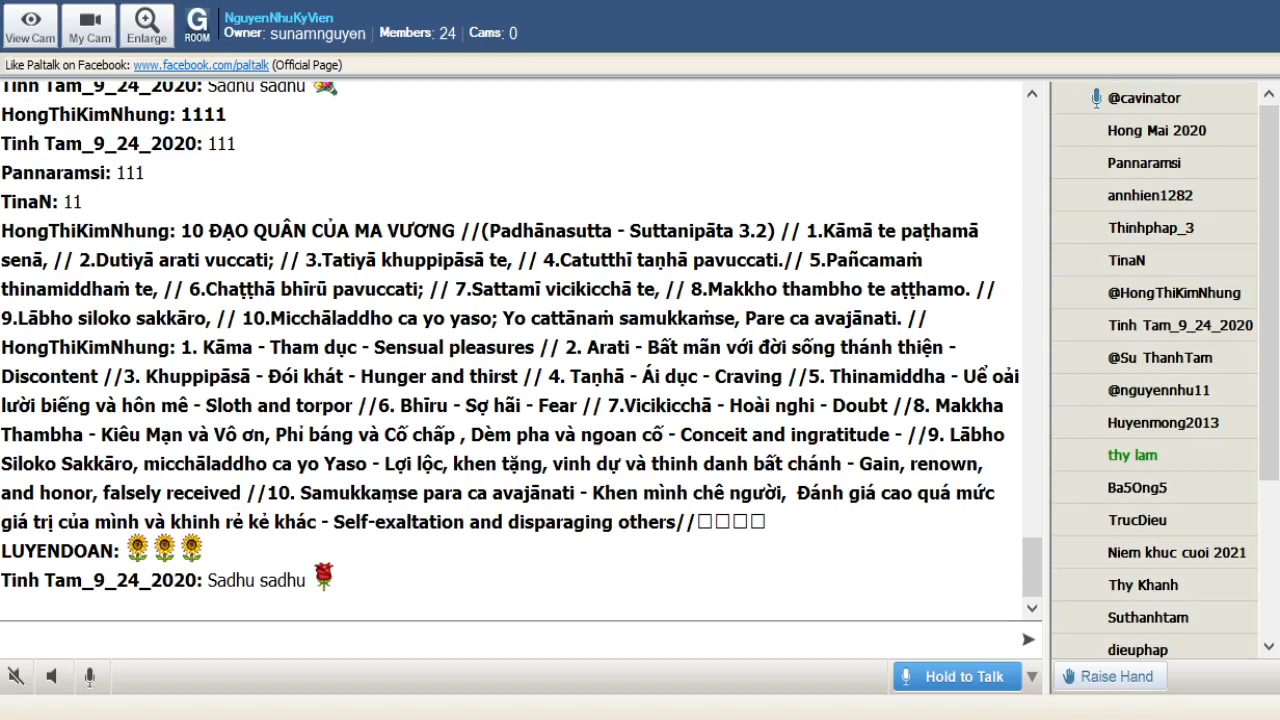 View Cam
My Cam
Enlarge
G
ROOM
NguyenNhuKyVien
Owner: sunamnguyen | Members: 24 | Cams: 0
Like Paltalk on Facebook: www.facebook.com/paltalk (Official Page)
Tinh Tam_9_24_2020: Sadhu sadhu
HongThiKimNhung: 1111
Tinh Tam_9_24_2020: 111
Pannaramsi: 111
TinaN: 11
HongThiKimNhung: 10 ĐẠO QUÂN CỦA MA VƯƠNG //(Padhānasutta - Suttanipāta 3.2) // 1.Kāmā te paṭhamā
senā, // 2.Dutiyā arati vuccati; // 3.Tatiyā khuppipāsā te, // 4.Catutthī taṇhā pavuccati.// 5.Pañcamaṁ
thinamiddhaṁ te, // 6.Chaṭṭhā bhīrū pavuccati; // 7.Sattamī vicikicchā te, // 8.Makkho thambho te aṭṭhamo. //
9.Lābho siloko sakkāro, // 10.Micchāladdho ca yo yaso; Yo cattānaṁ samukkaṁse, Pare ca avajānati. //
HongThiKimNhung: 1. Kāma - Tham dục - Sensual pleasures // 2. Arati - Bất mãn với đời sống thánh thiện -
Discontent //3. Khuppipāsā - Đói khát - Hunger and thirst // 4. Taṇhā - Ái dục - Craving //5. Thinamiddha - Uể oải
lười biếng và hôn mê - Sloth and torpor //6. Bhīru - Sợ hãi - Fear // 7.Vicikicchā - Hoài nghi - Doubt //8. Makkha
Thambha - Kiêu Mạn và Vô ơn, Phỉ báng và Cố chấp , Dèm pha và ngoan cố - Conceit and ingratitude - //9. Lābho
Siloko Sakkāro, micchāladdho ca yo Yaso - Lợi lộc, khen tặng, vinh dự và thinh danh bất chánh - Gain, renown,
and honor, falsely received //10. Samukkaṃse para ca avajānati - Khen mình chê người,  Đánh giá cao quá mức
giá trị của mình và khinh rẻ kẻ khác - Self-exaltation and disparaging others//□□□□
LUYENDOAN:
Tinh Tam_9_24_2020: Sadhu sadhu
Hold to Talk
@cavinator
Hong Mai 2020
Pannaramsi
annhien1282
Thinhphap_3
TinaN
@HongThiKimNhung
Tinh Tam_9_24_2020
@Su ThanhTam
@nguyennhu11
Huyenmong2013
thy lam
Ba5Ong5
TrucDieu
Niem khuc cuoi 2021
Thy Khanh
Suthanhtam
dieuphap
Raise Hand